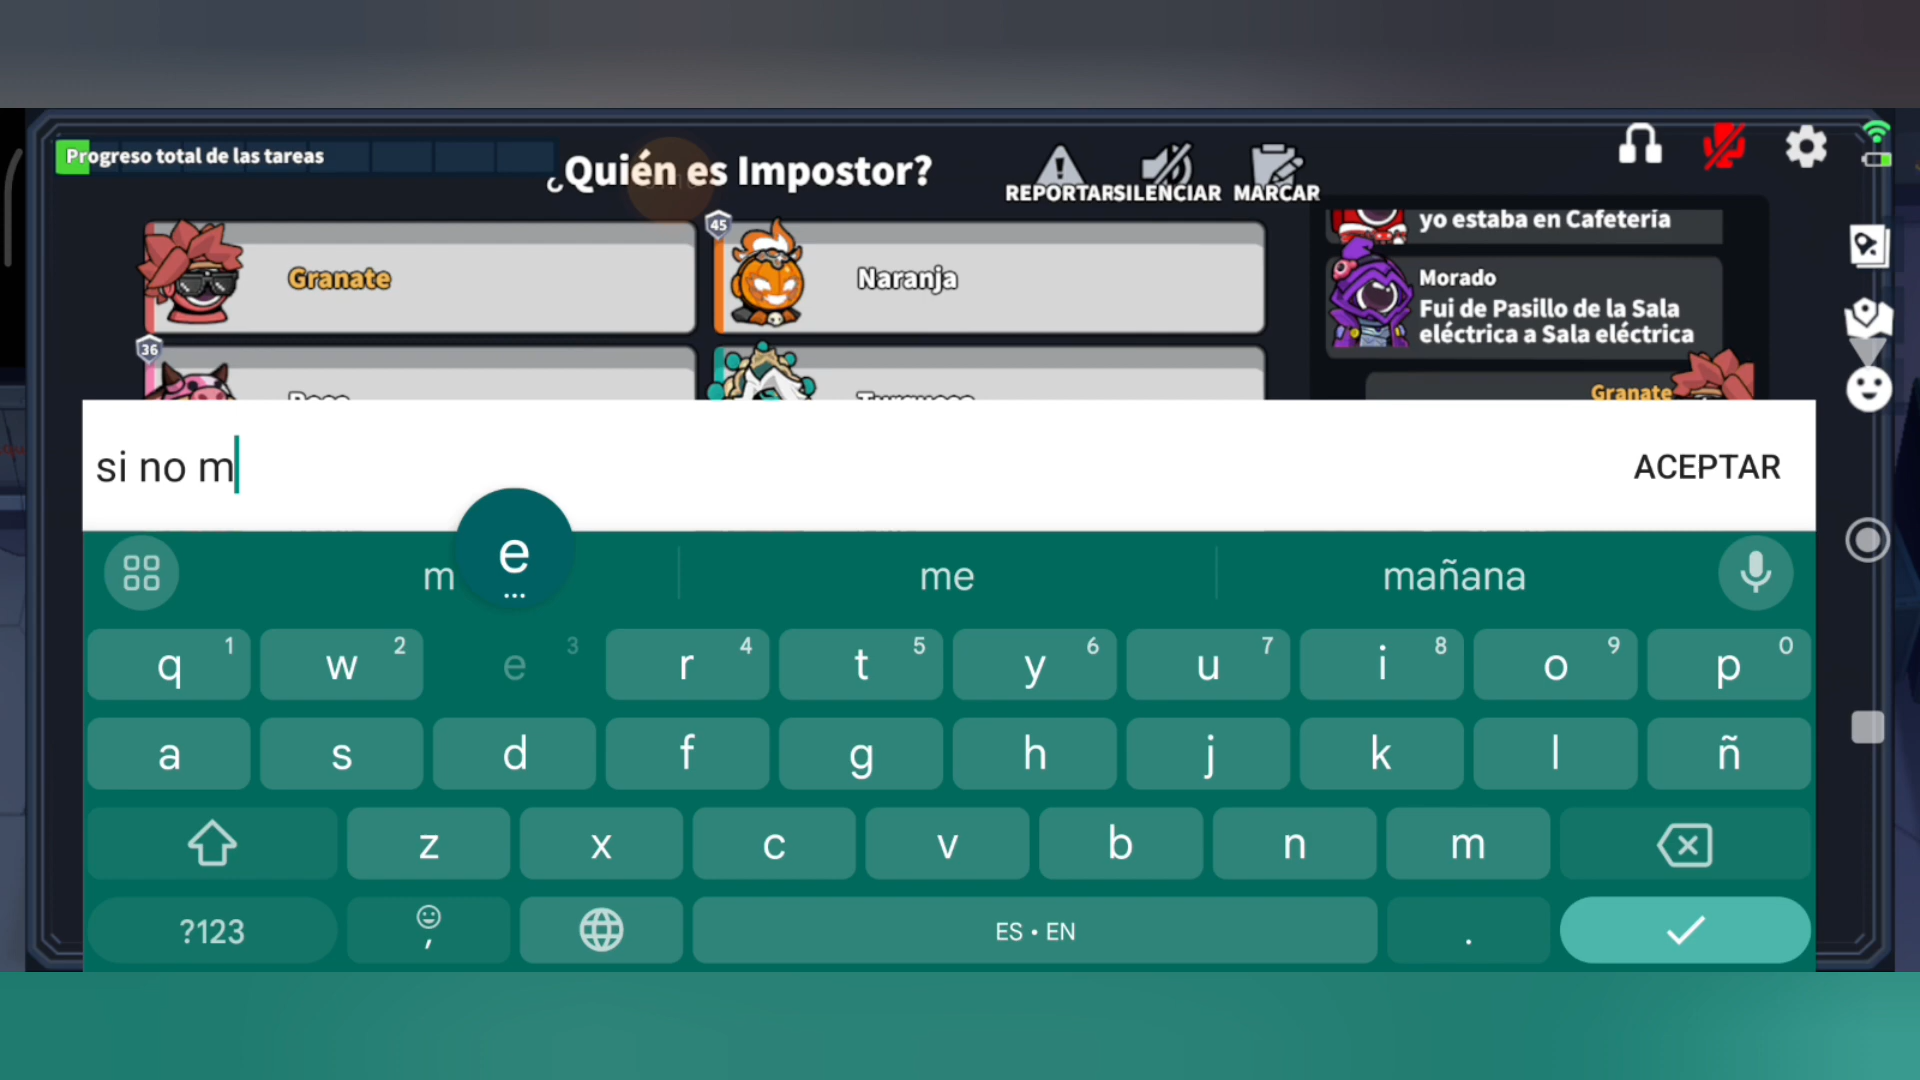 Progreso total de las tareas
¿Quién es Impostor?
REPORTAR
SILENCIAR
MARCAR
yo estaba en Cafetería
Granate
45
Naranja
Morado
Fui de Pasillo de la Sala
eléctrica a Sala eléctrica
36
Granate
si no m
ACEPTAR
e
...
m
me
mañana
q 1 w 2 e 3 r 4 t 5 y 6 u 7 i 8 o 9 p 0
a s d f g h j k l ñ
z x c v b n m
?123 , ES • EN .